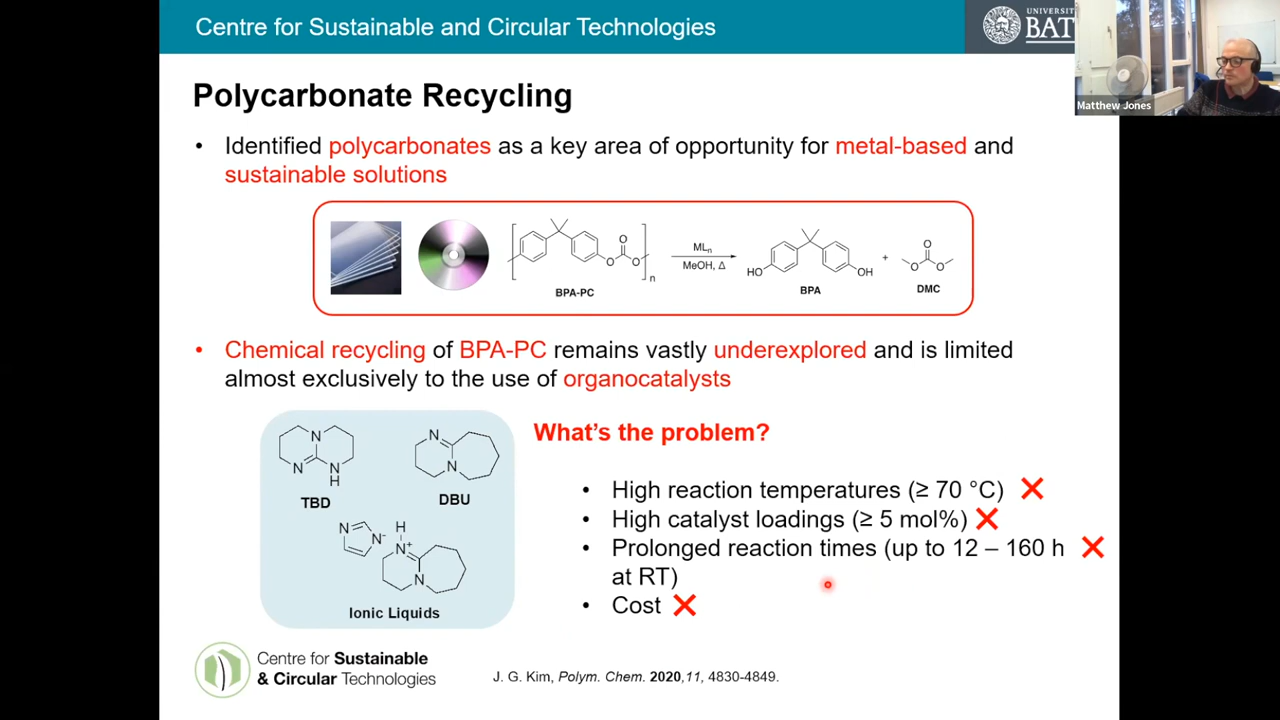 Centre for Sustainable and Circular Technologies
UNIVERSIT
BAT
Matthew Jones
Polycarbonate Recycling
• Identified polycarbonates as a key area of opportunity for metal-based and
sustainable solutions
O
O
O
n
BPA-PC
MLn
MeOH, Δ
HO
OH
BPA
+
O
O
O
DMC
• Chemical recycling of BPA-PC remains vastly underexplored and is limited
almost exclusively to the use of organocatalysts
N
N
N
H
TBD
N
N
DBU
N
N-
H
N+
N
Ionic Liquids
What's the problem?
• High reaction temperatures (≥ 70 °C)
• High catalyst loadings (≥ 5 mol%)
• Prolonged reaction times (up to 12 – 160 h
at RT)
• Cost
Centre for Sustainable
& Circular Technologies
J. G. Kim, Polym. Chem. 2020,11, 4830-4849.